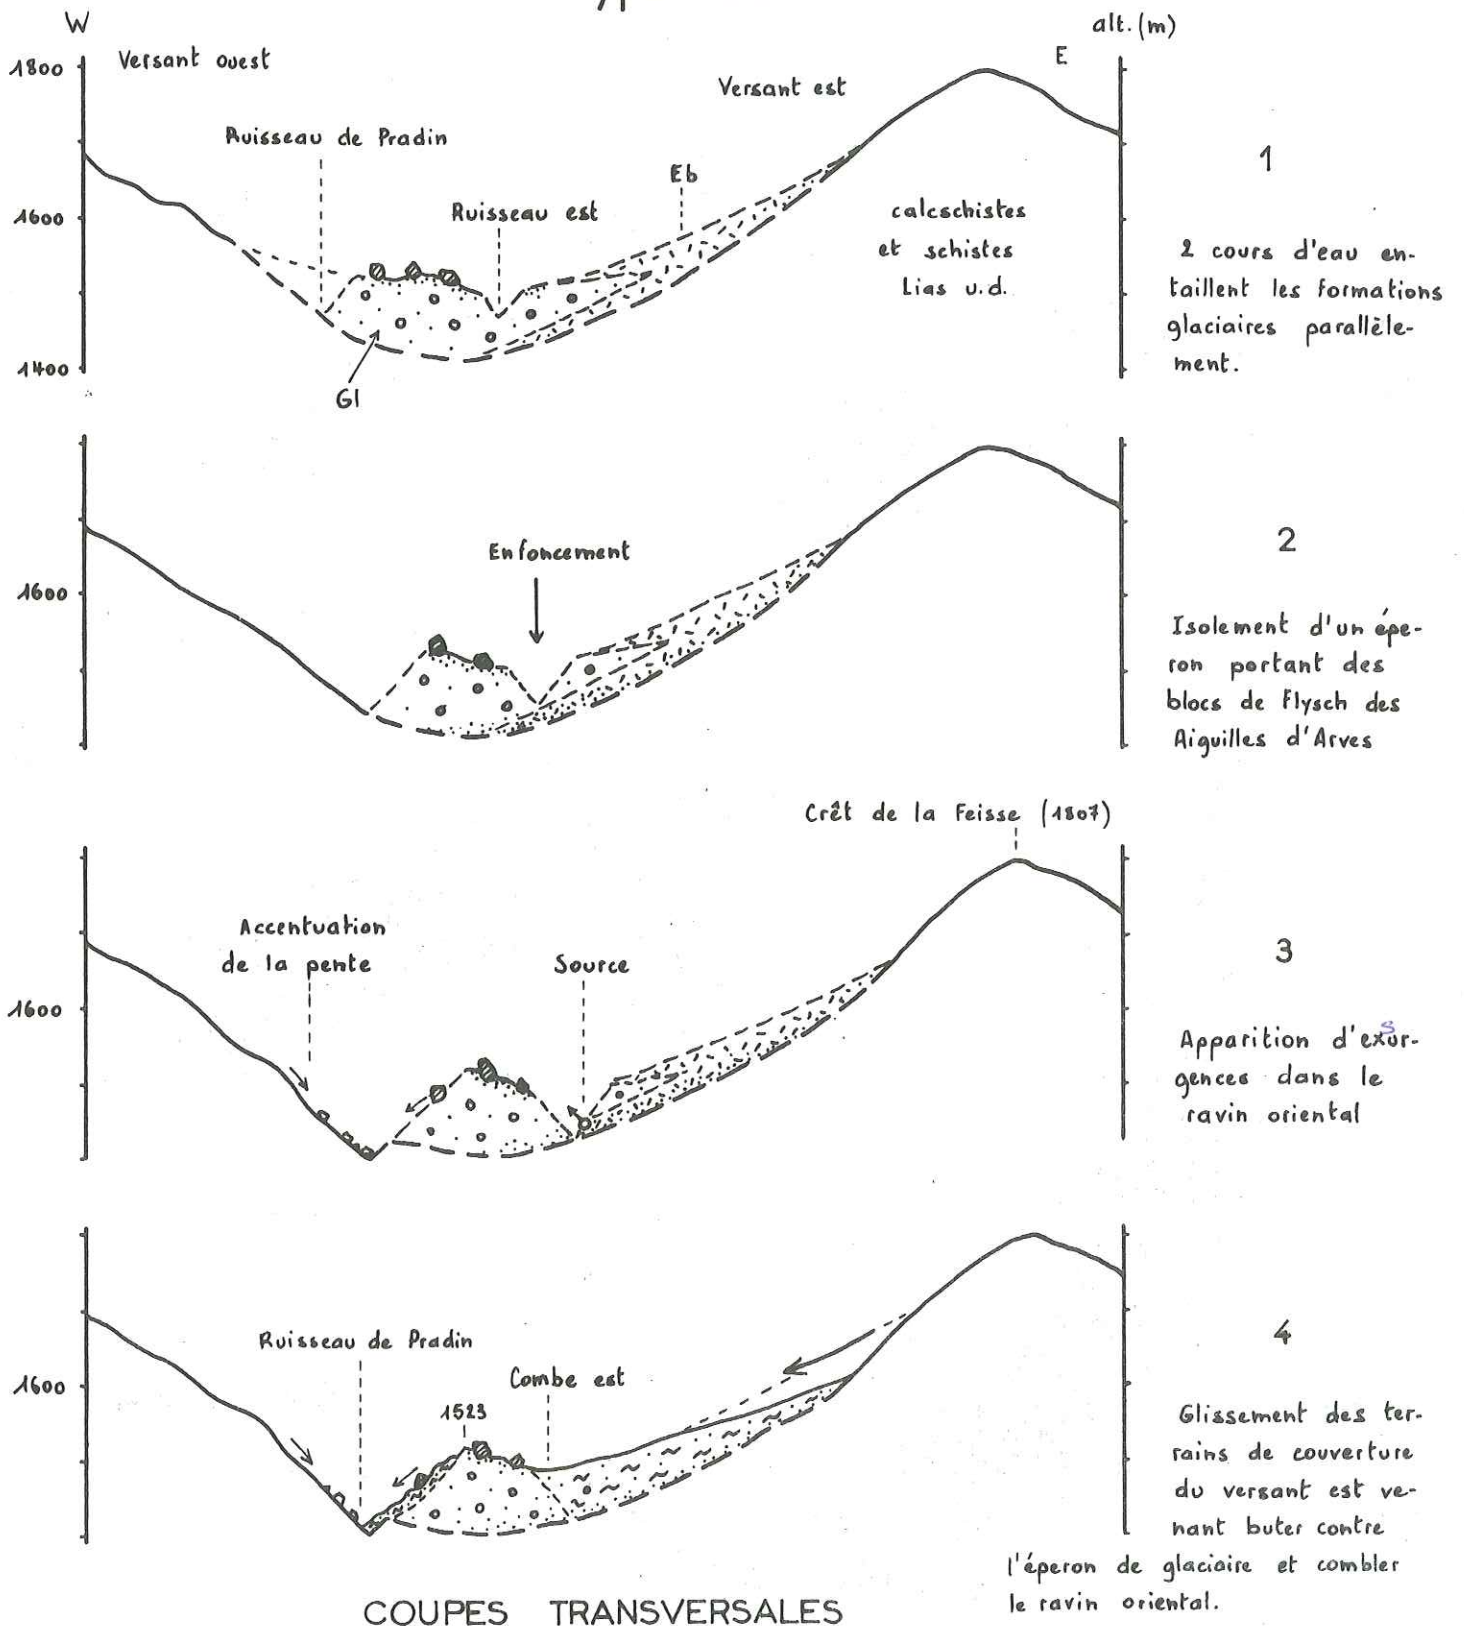 W
alt. (m)
E
1800
Versant ouest
Versant est
Ruisseau de Pradin
1
Eb
1600
Ruisseau est
calcschistes
et schistes
Lias u.d.
2 cours d'eau en-
taillent les formations
glaciaires parallèle-
ment.
1400
Gl
2
Enfoncement
1600
Isolement d'un épe-
ron portant des
blocs de Flysch des
Aiguilles d'Arves
Crêt de la Feisse (1807)
3
Accentuation
de la pente
Source
1600
Apparition d'exsur-
gences dans le
ravin oriental
4
Ruisseau de Pradin
Combe est
1600
1523
Glissement des ter-
rains de couverture
du versant est ve-
nant buter contre
l'éperon de glaciaire et combler
le ravin oriental.
COUPES TRANSVERSALES